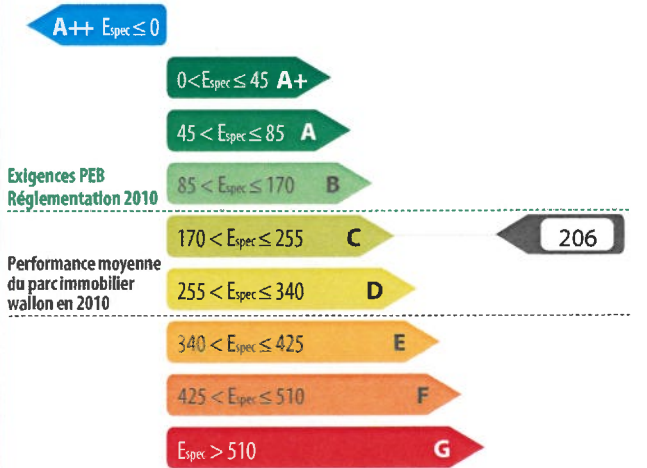 A++ Espec ≤ 0
0 < Espec ≤ 45 A+
45 < Espec ≤ 85 A
Exigences PEB
Réglementation 2010
85 < Espec ≤ 170 B
170 < Espec ≤ 255 C
206
Performance moyenne
du parc immobilier
wallon en 2010
255 < Espec ≤ 340 D
340 < Espec ≤ 425 E
425 < Espec ≤ 510 F
Espec > 510 G